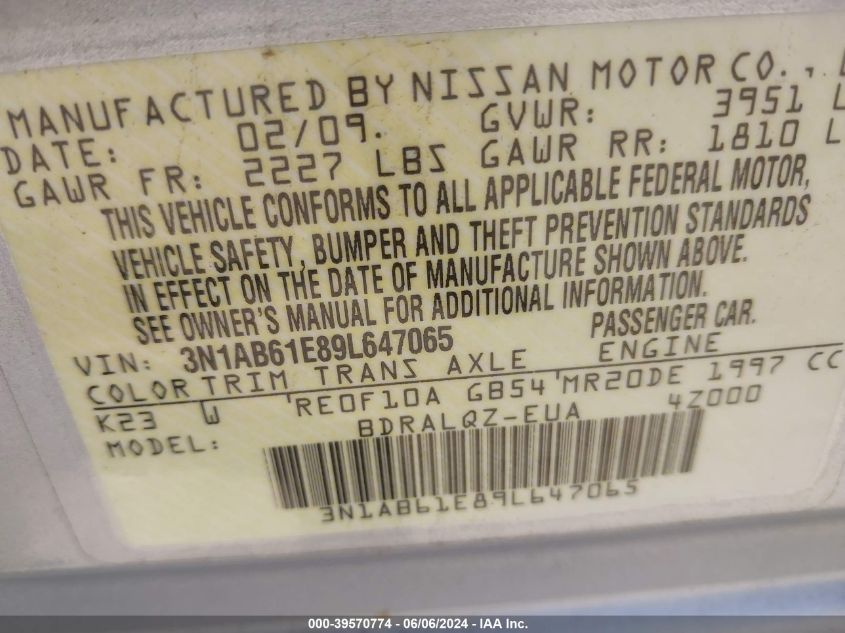 MANUFACTURED BY NISSAN MOTOR CO.,
DATE: 02/09. GVWR: 3951 L
GAWR FR: 2227 LBS GAWR RR: 1810 L
THIS VEHICLE CONFORMS TO ALL APPLICABLE FEDERAL MOTOR,
VEHICLE SAFETY, BUMPER AND THEFT PREVENTION STANDARDS
IN EFFECT ON THE DATE OF MANUFACTURE SHOWN ABOVE.
SEE OWNER'S MANUAL FOR ADDITIONAL INFORMATION.
VIN: 3N1AB61E89L647065 PASSENGER CAR.
COLOR TRIM TRANS AXLE ENGINE
K23 W 'RE0F10A GB54 'MR20DE 1997 CC
MODEL: BDRALQZ-EUA 4Z000
3N1AB61E89L647065
000-39570774 - 06/06/2024 - IAA Inc.